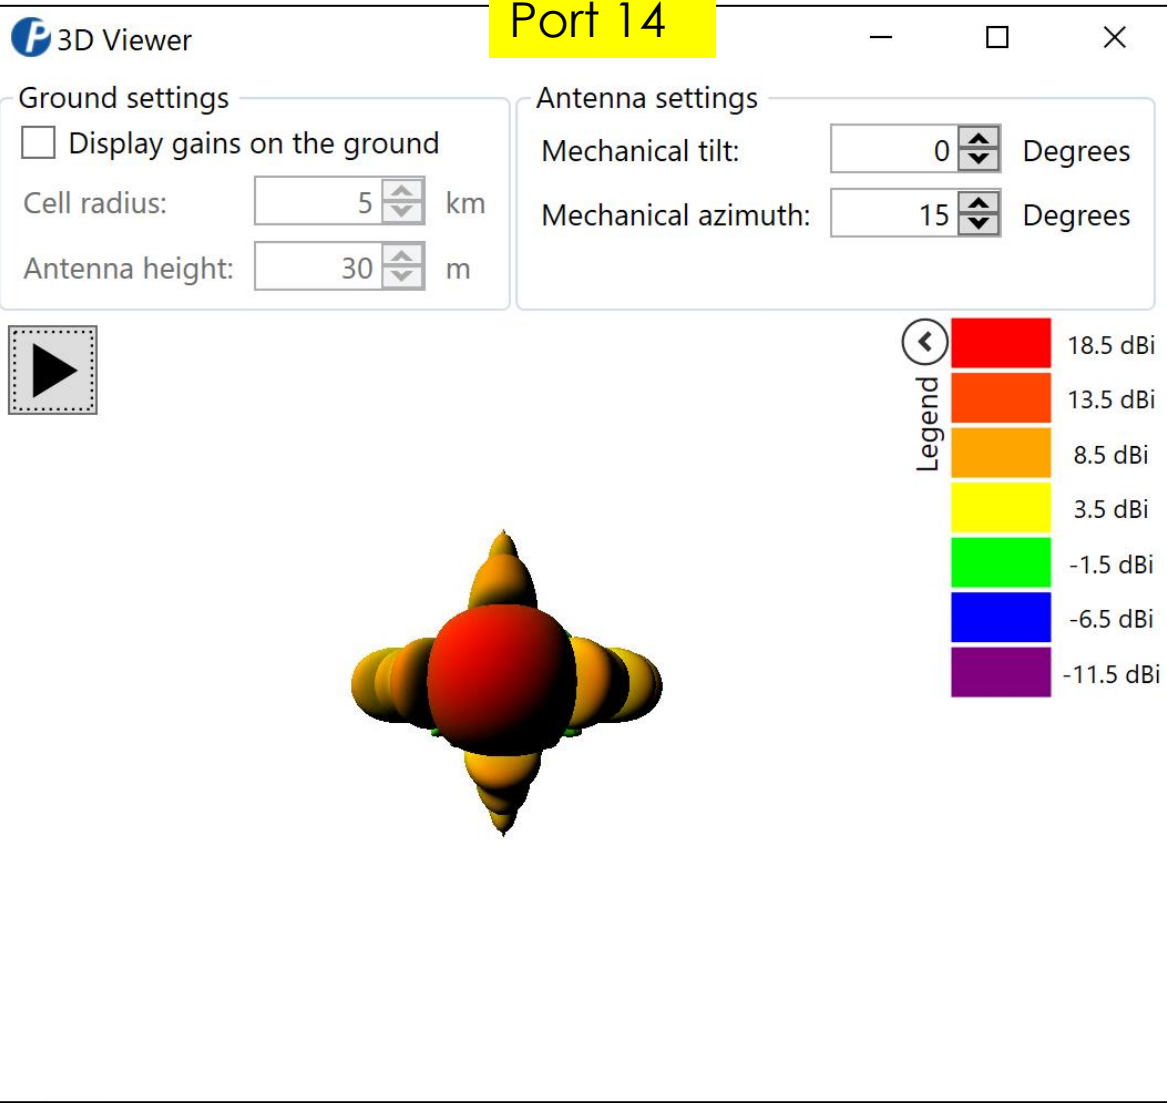 Port 14
3D Viewer
Ground settings
Display gains on the ground
Cell radius: 5 km
Antenna height: 30 m
Antenna settings
Mechanical tilt: 0 Degrees
Mechanical azimuth: 15 Degrees
Legend
18.5 dBi
13.5 dBi
8.5 dBi
3.5 dBi
-1.5 dBi
-6.5 dBi
-11.5 dBi